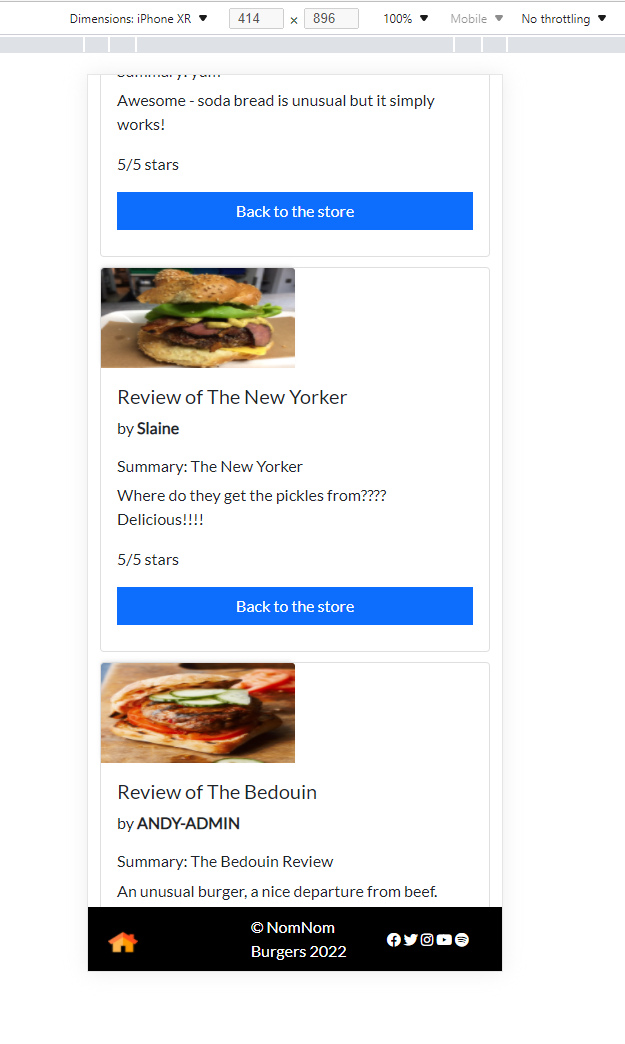 Dimensions: iPhone XR ▼ 414 × 896 100% ▼ Mobile ▼ No throttling ▼
Summary: yum
Awesome - soda bread is unusual but it simply
works!
5/5 stars
Back to the store
Review of The New Yorker
by Slaine
Summary: The New Yorker
Where do they get the pickles from????
Delicious!!!!
5/5 stars
Back to the store
Review of The Bedouin
by ANDY-ADMIN
Summary: The Bedouin Review
An unusual burger, a nice departure from beef.
© NomNom
Burgers 2022